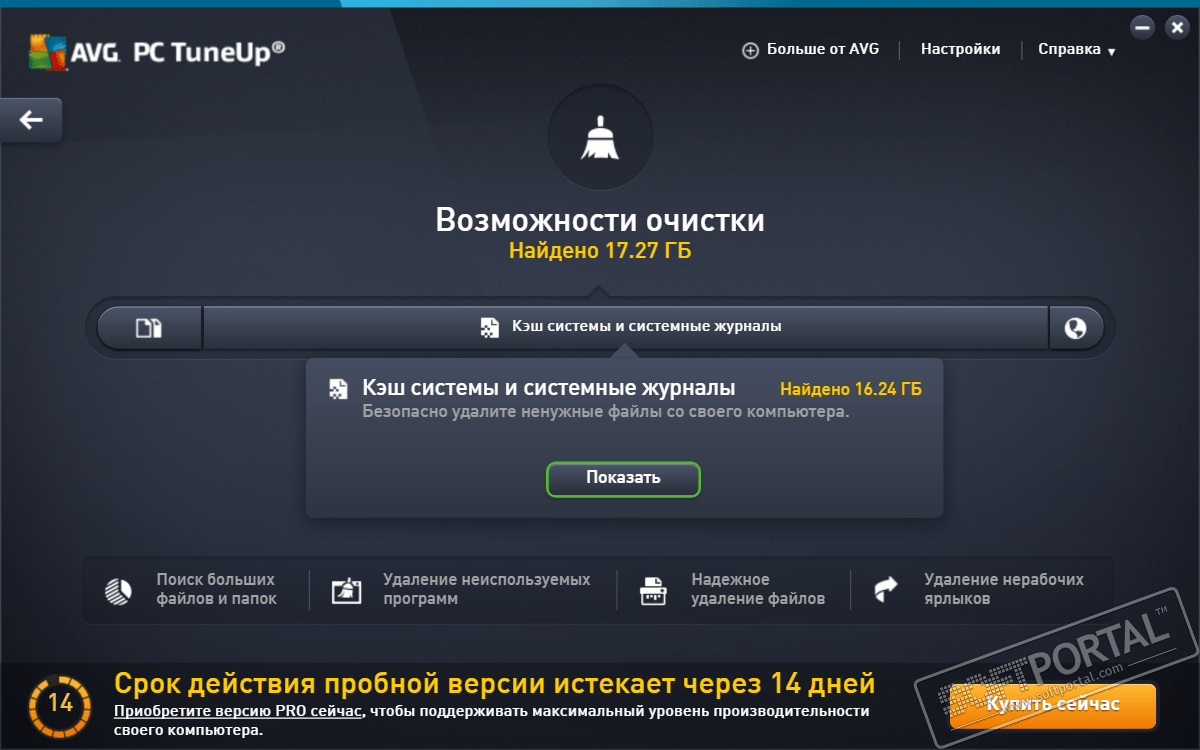 AVG. PC TuneUp®
Больше от AVG
Настройки
Справка
Возможности очистки
Найдено 17.27 ГБ
Кэш системы и системные журналы
Кэш системы и системные журналы
Найдено 16.24 ГБ
Безопасно удалите ненужные файлы со своего компьютера.
Показать
Поиск больших
файлов и папок
Удаление неиспользуемых
программ
Надежное
удаление файлов
Удаление нерабочих
ярлыков
14
Срок действия пробной версии истекает через 14 дней
Приобретите версию PRO сейчас, чтобы поддерживать максимальный уровень производительности
своего компьютера.
Купить сейчас
SOFTPORTAL™
www.softportal.com